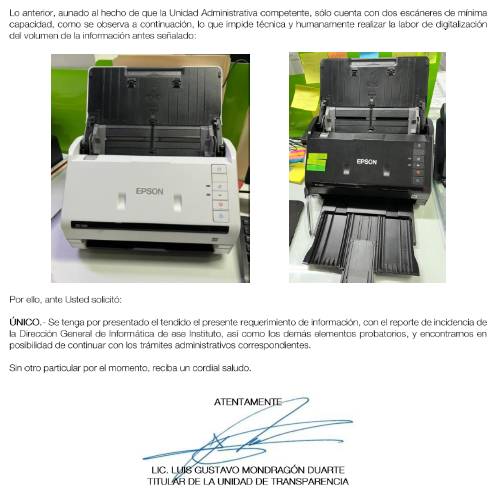 Lo anterior, aunado al hecho de que la Unidad Administrativa competente, sólo cuenta con dos escáneres de mínima
capacidad, como se observa a continuación, lo que impide técnica y humanamente realizar la labor de digitalización
del volumen de la información antes señalado:
EPSON
EPSON
Por ello, ante Usted solicitó:
ÚNICO.- Se tenga por presentado el tendido el presente requerimiento de información, con el reporte de incidencia de
la Dirección General de Informática de ese Instituto, así como los demás elementos probatorios, y encontramos en
posibilidad de continuar con los trámites administrativos correspondientes.
Sin otro particular por el momento, reciba un cordial saludo.
ATENTAMENTE
LIC. LUIS GUSTAVO MONDRAGÓN DUARTE
TITULAR DE LA UNIDAD DE TRANSPARENCIA